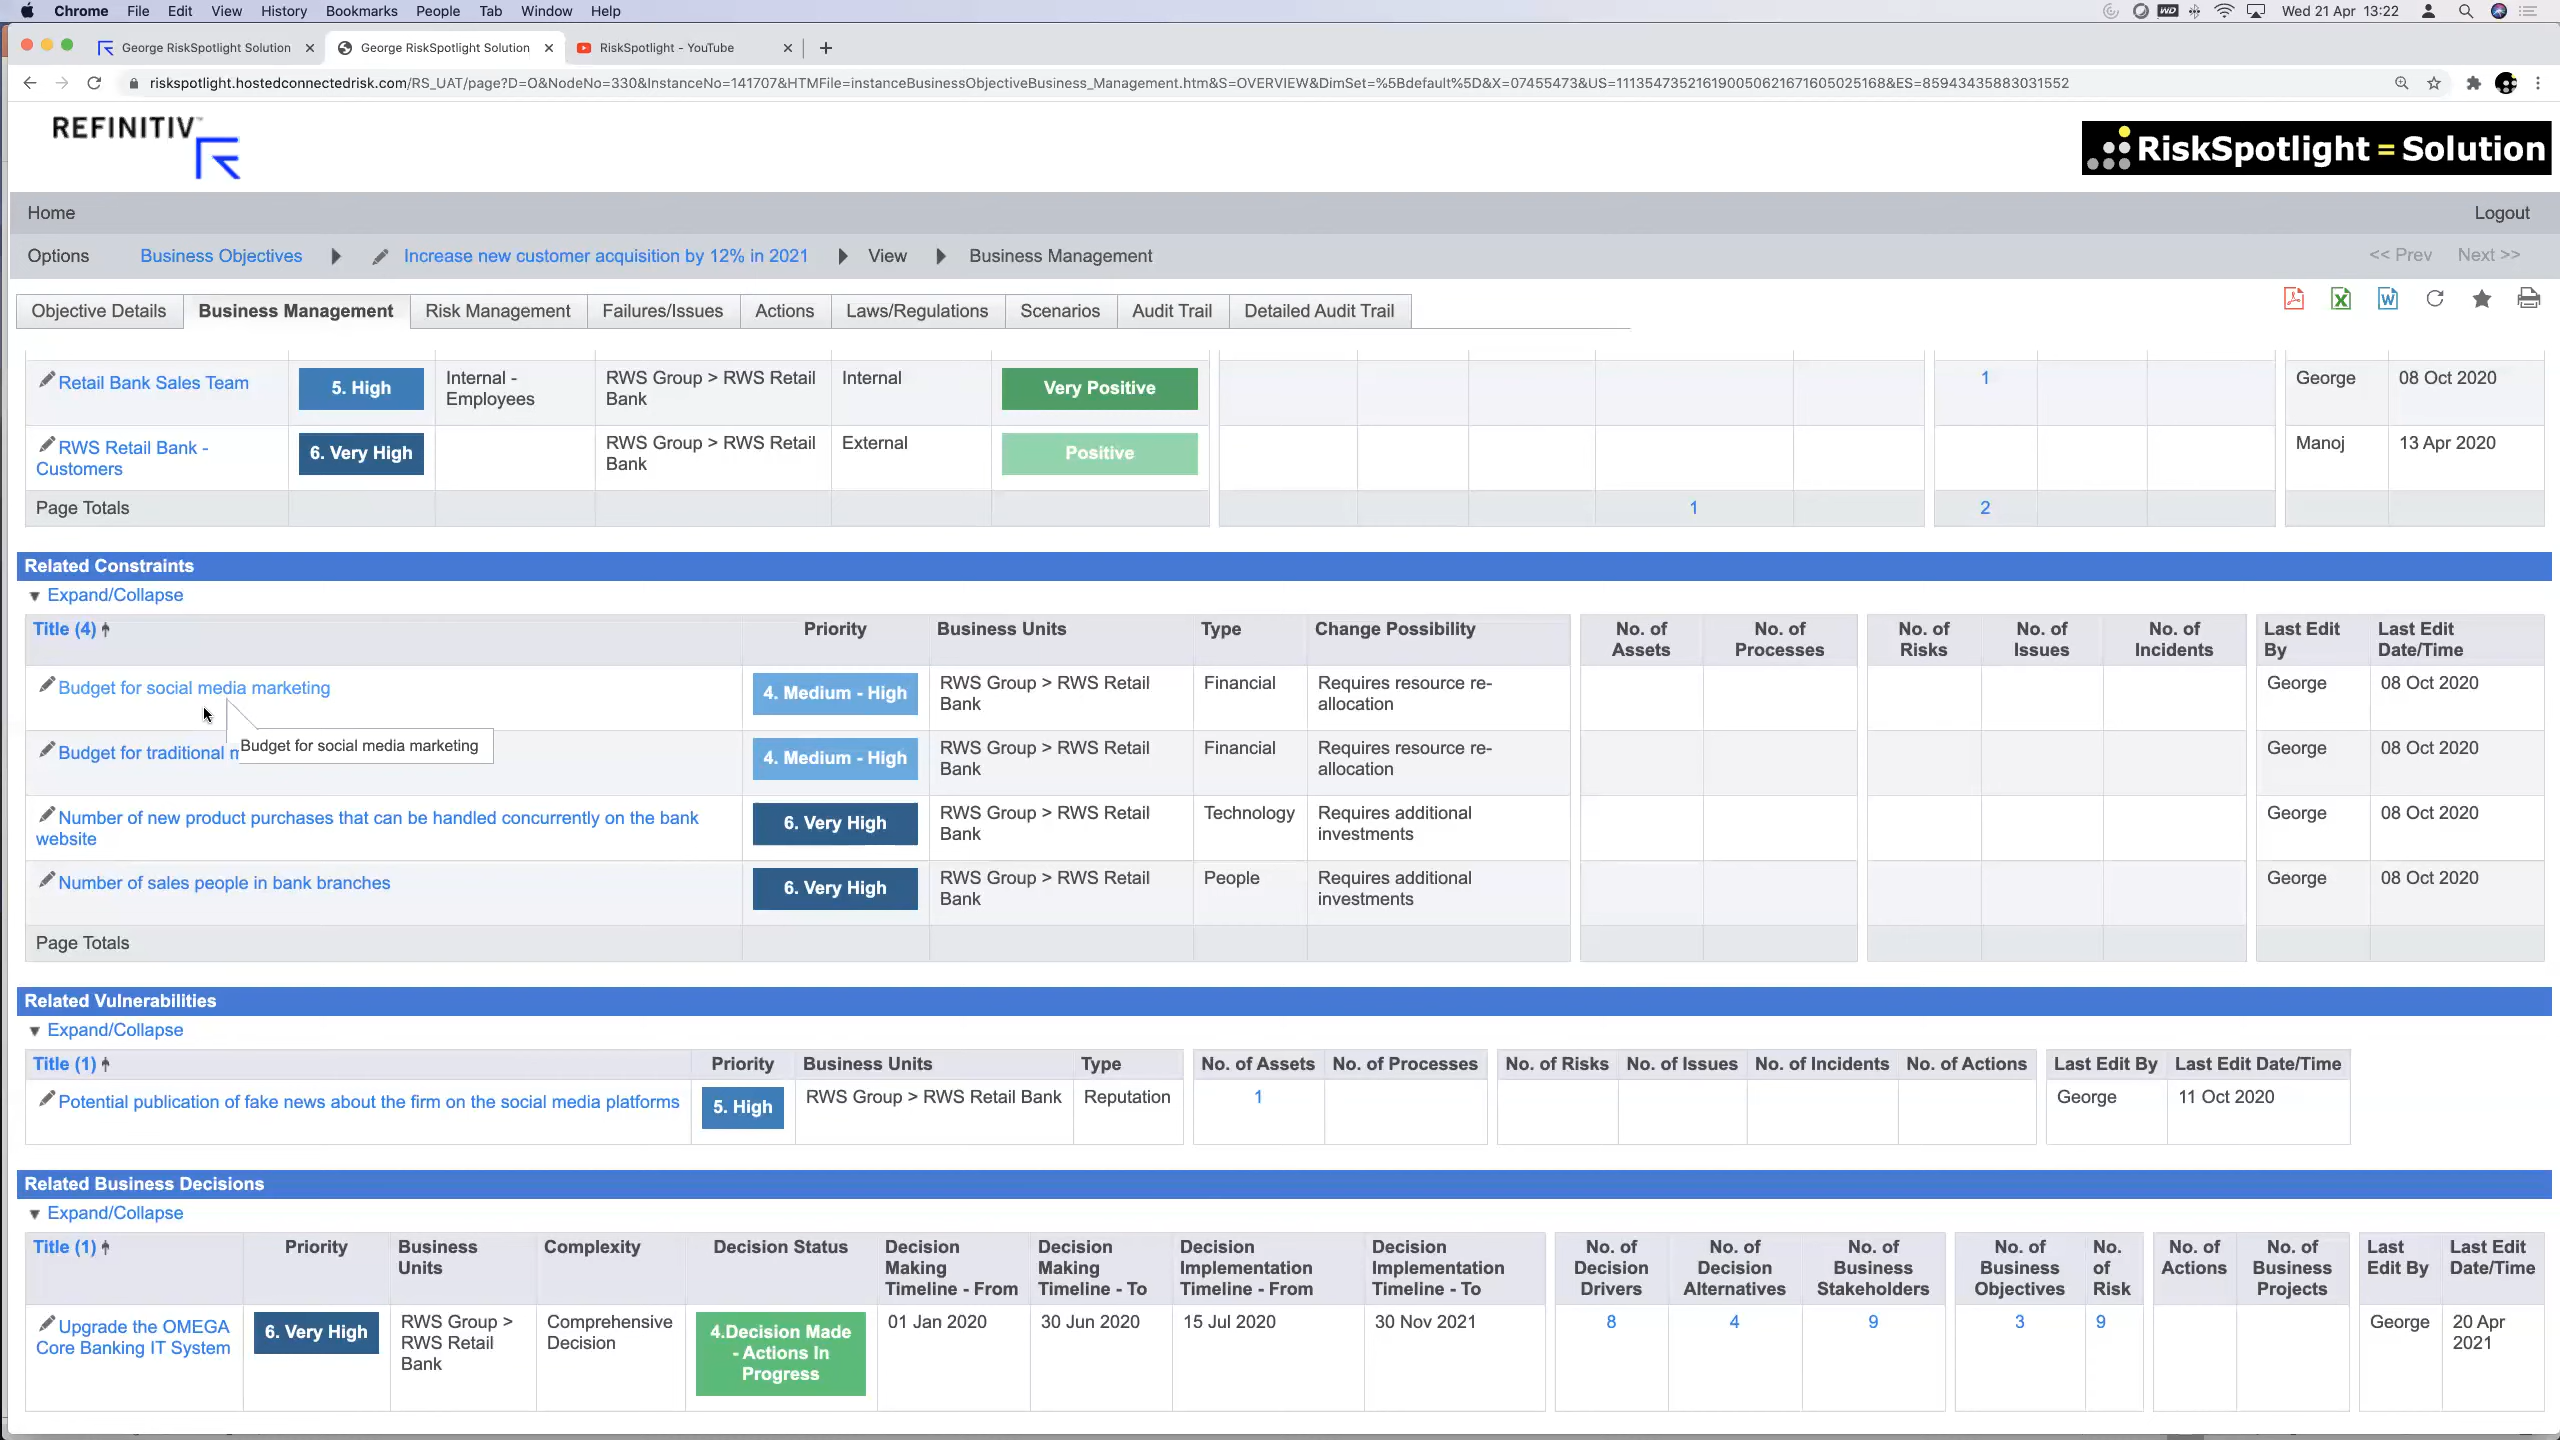 Chrome File Edit View History Bookmarks People Tab Window Help
WD Wed 21 Apr 13:22
George RiskSpotlight Solution
George RiskSpotlight Solution
RiskSpotlight - YouTube
riskspotlight.hostedconnectedrisk.com/RS_UAT/page?D=O&NodeNo=330&InstanceNo=141707&HTMFile=instanceBusinessObjectiveBusiness_Management.htm&S=OVERVIEW&DimSet=%5Bdefault%5D&X=07455473&US=11135473521619005062167160502516​8&ES=85943435883031552
REFINITIV™
RiskSpotlight = Solution
Home
Logout
Options
Business Objectives
Increase new customer acquisition by 12% in 2021
View
Business Management
<< Prev Next >>
Objective Details
Business Management
Risk Management
Failures/Issues
Actions
Laws/Regulations
Scenarios
Audit Trail
Detailed Audit Trail
Retail Bank Sales Team
5. High
Internal -
Employees
RWS Group > RWS Retail
Bank
Internal
Very Positive
1
George
08 Oct 2020
RWS Retail Bank -
Customers
6. Very High
RWS Group > RWS Retail
Bank
External
Positive
Manoj
13 Apr 2020
Page Totals
1
2
Related Constraints
Expand/Collapse
Title (4)
Priority
Business Units
Type
Change Possibility
No. of
Assets
No. of
Processes
No. of
Risks
No. of
Issues
No. of
Incidents
Last Edit
By
Last Edit
Date/Time
Budget for social media marketing
4. Medium - High
RWS Group > RWS Retail
Bank
Financial
Requires resource re-
allocation
George
08 Oct 2020
Budget for social media marketing
Budget for traditional
4. Medium - High
RWS Group > RWS Retail
Bank
Financial
Requires resource re-
allocation
George
08 Oct 2020
Number of new product purchases that can be handled concurrently on the bank
website
6. Very High
RWS Group > RWS Retail
Bank
Technology
Requires additional
investments
George
08 Oct 2020
Number of sales people in bank branches
6. Very High
RWS Group > RWS Retail
Bank
People
Requires additional
investments
George
08 Oct 2020
Page Totals
Related Vulnerabilities
Expand/Collapse
Title (1)
Priority
Business Units
Type
No. of Assets
No. of Processes
No. of Risks
No. of Issues
No. of Incidents
No. of Actions
Last Edit By
Last Edit Date/Time
Potential publication of fake news about the firm on the social media platforms
5. High
RWS Group > RWS Retail Bank
Reputation
1
George
11 Oct 2020
Related Business Decisions
Expand/Collapse
Title (1)
Priority
Business
Units
Complexity
Decision Status
Decision
Making
Timeline - From
Decision
Making
Timeline - To
Decision
Implementation
Timeline - From
Decision
Implementation
Timeline - To
No. of
Decision
Drivers
No. of
Decision
Alternatives
No. of
Business
Stakeholders
No. of
Business
Objectives
No.
of
Risk
No. of
Actions
No. of
Business
Projects
Last
Edit By
Last Edit
Date/Time
Upgrade the OMEGA
Core Banking IT System
6. Very High
RWS Group >
RWS Retail
Bank
Comprehensive
Decision
4.Decision Made
- Actions In
Progress
01 Jan 2020
30 Jun 2020
15 Jul 2020
30 Nov 2021
8
4
9
3
9
George
20 Apr
2021